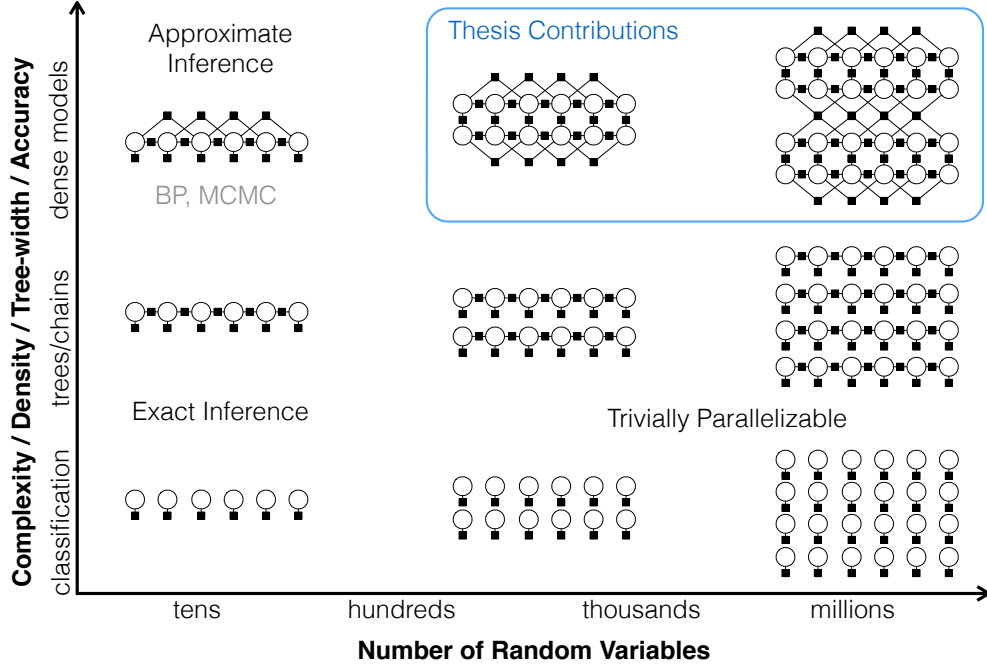 Approximate
Inference
Thesis Contributions
BP, MCMC
Exact Inference
Trivially Parallelizable
Complexity / Density / Tree-width / Accuracy
dense models
trees/chains
classification
tens
hundreds
thousands
millions
Number of Random Variables